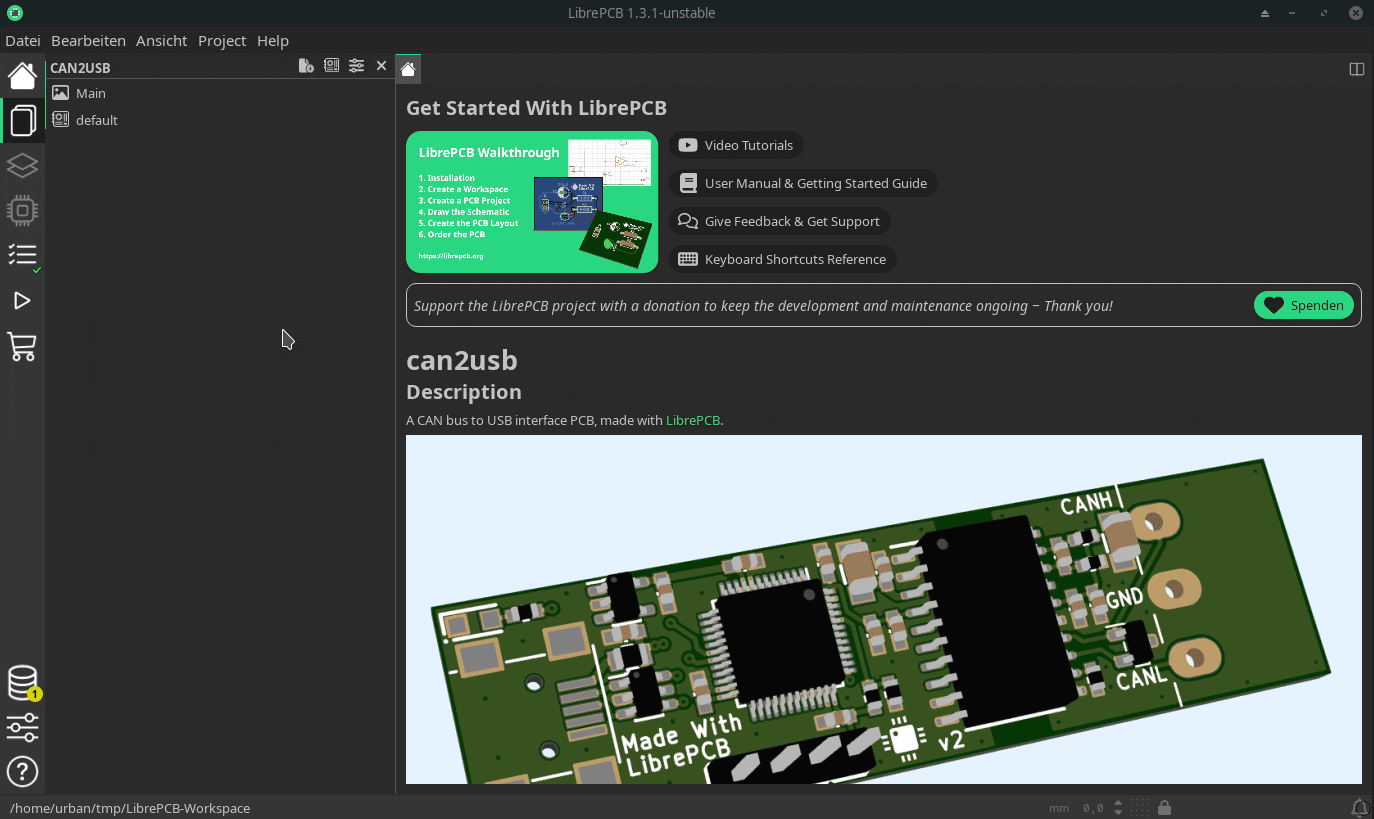 LibrePCB 1.3.1-unstable
Datei Bearbeiten Ansicht Project Help
CAN2USB
Main
default
Get Started With LibrePCB
LibrePCB Walkthrough
1. Installation
2. Create a Workspace
3. Create a PCB Project
4. Draw the Schematic
5. Create the PCB Layout
6. Order the PCB
https://librepcb.org
Video Tutorials
User Manual & Getting Started Guide
Give Feedback & Get Support
Keyboard Shortcuts Reference
Support the LibrePCB project with a donation to keep the development and maintenance ongoing – Thank you!
Spenden
can2usb
Description
A CAN bus to USB interface PCB, made with LibrePCB.
CANH
GND
CANL
Made With
LibrePCB
v2
1
/home/urban/tmp/LibrePCB-Workspace
mm 0,0